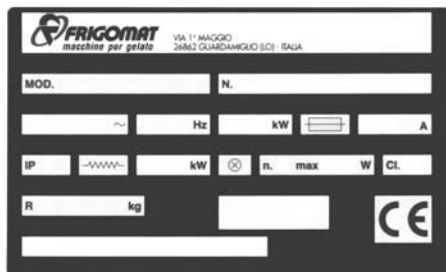 FRIGOMAT
macchine per gelato
VIA 1° MAGGIO
26862 GUARDAMIGLIO (LO) - ITALIA
MOD. N.
~ Hz kW A
IP kW n. max W Cl.
R kg
CE